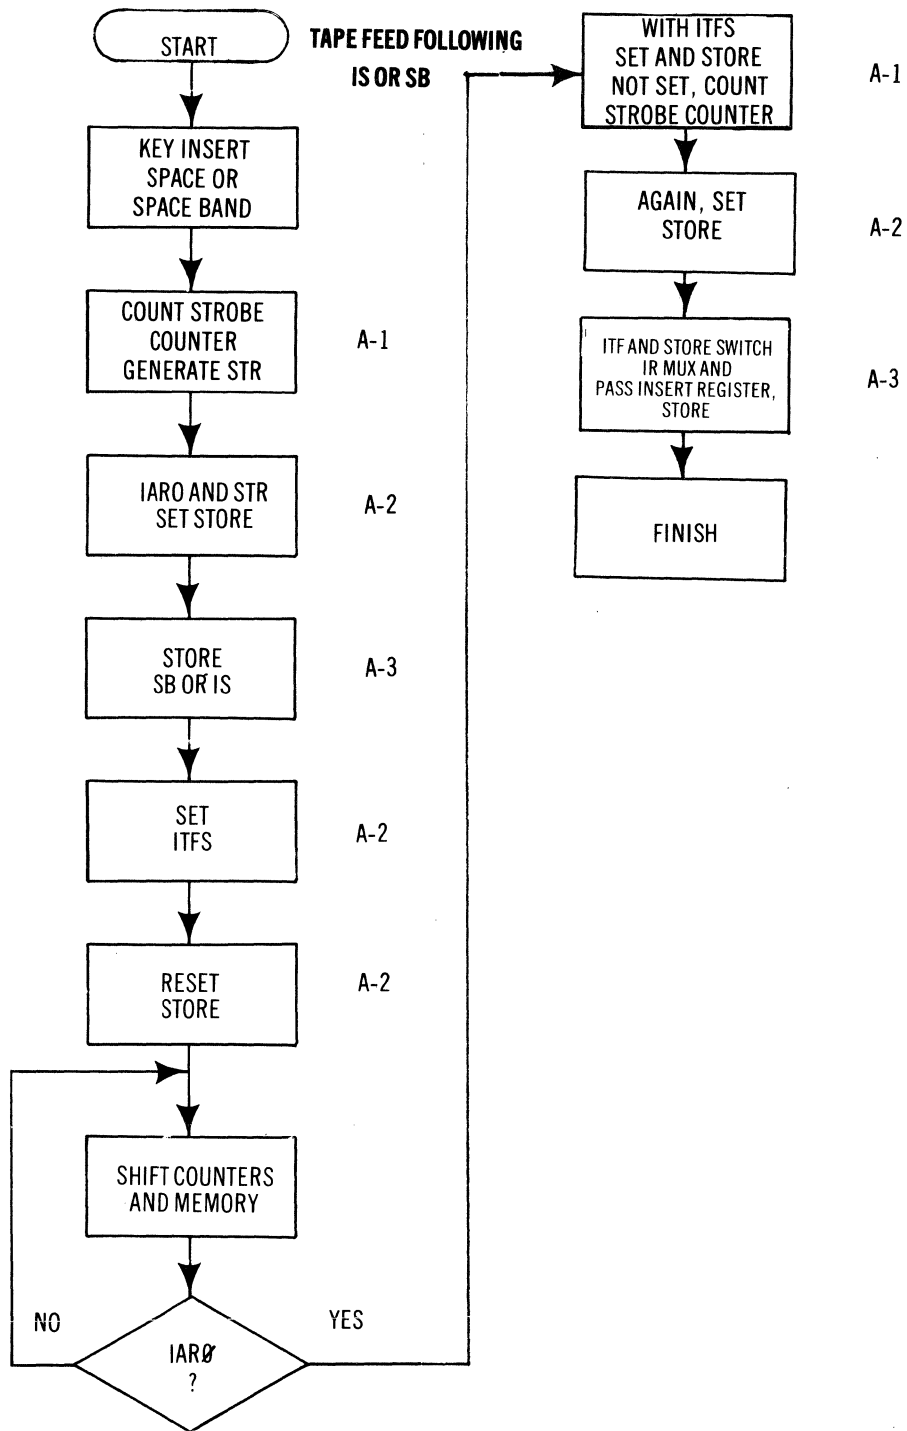 START
TAPE FEED FOLLOWING
IS OR SB
KEY INSERT
SPACE OR
SPACE BAND
COUNT STROBE
COUNTER
GENERATE STR
A-1
IARO AND STR
SET STORE
A-2
STORE
SB OR IS
A-3
SET
ITFS
A-2
RESET
STORE
A-2
SHIFT COUNTERS
AND MEMORY
NO
YES
IARØ
?
WITH ITFS
SET AND STORE
NOT SET, COUNT
STROBE COUNTER
A-1
AGAIN, SET
STORE
A-2
ITF AND STORE SWITCH
IR MUX AND
PASS INSERT REGISTER,
STORE
A-3
FINISH